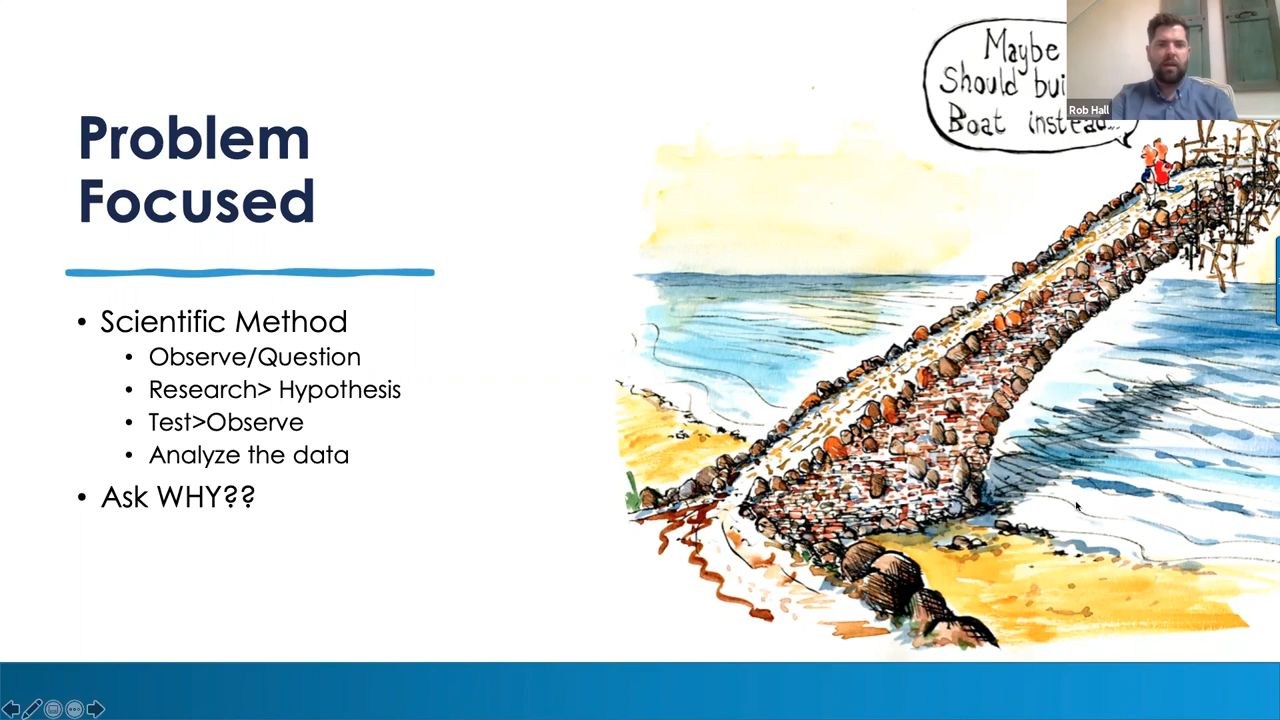 Problem
Focused
• Scientific Method
• Observe/Question
• Research> Hypothesis
• Test>Observe
• Analyze the data
• Ask WHY??
Maybe
Should
Boat instead...
Rob Hall